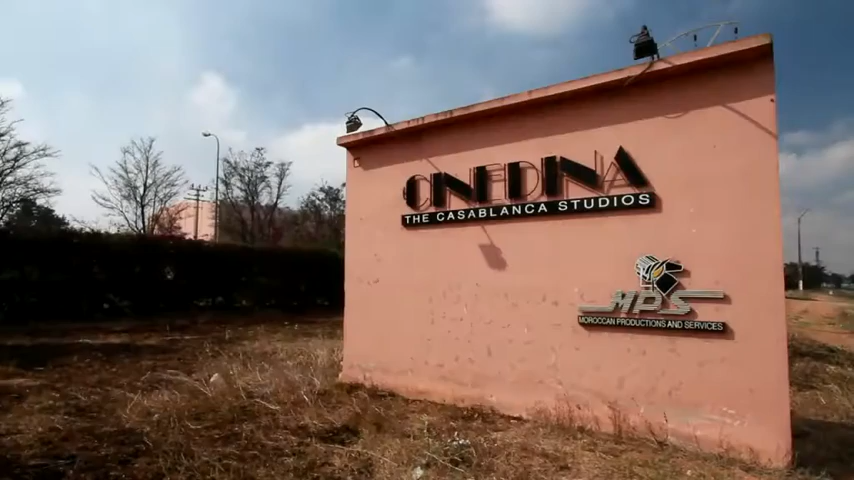 CINEDINA
THE CASABLANCA STUDIOS
MPS
MOROCCAN PRODUCTIONS AND SERVICES